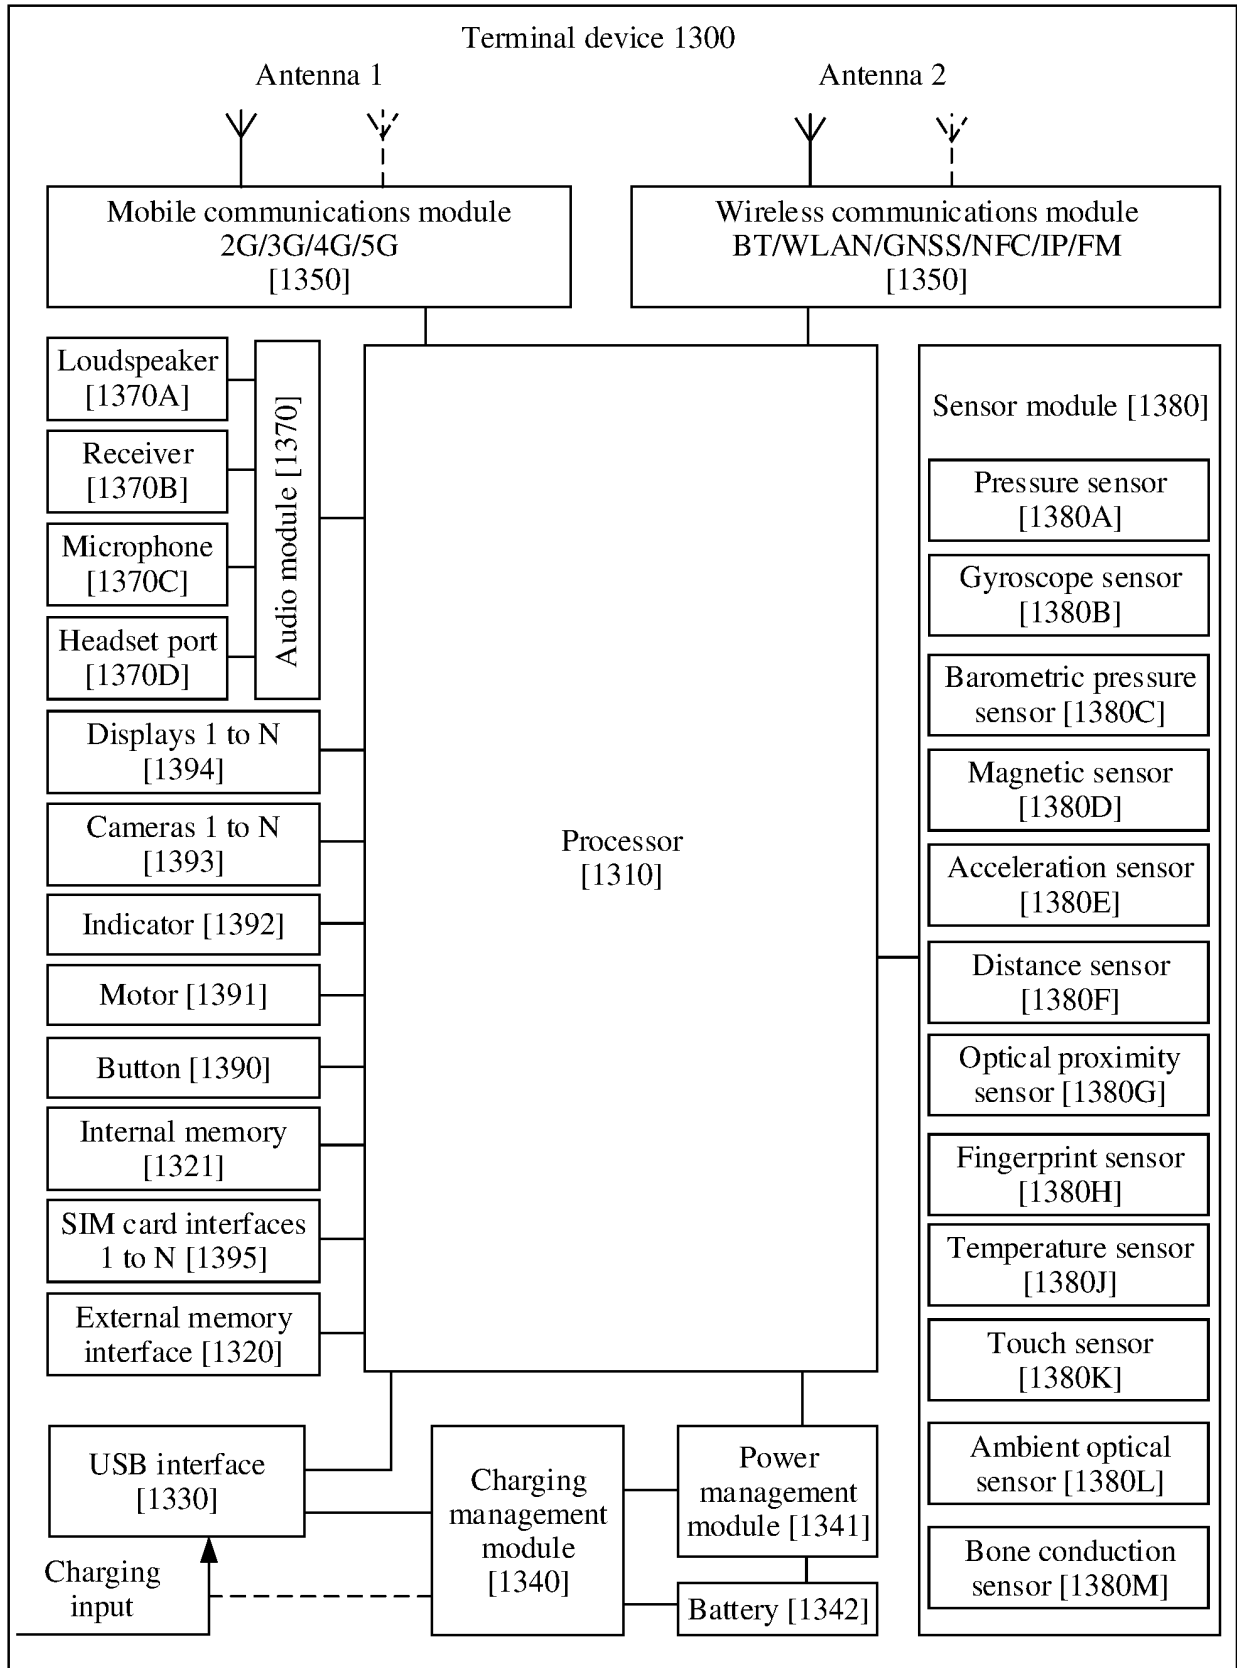 Terminal device 1300
Antenna 1
Antenna 2
Mobile communications module
2G/3G/4G/5G
[1350]
Wireless communications module
BT/WLAN/GNSS/NFC/IP/FM
[1350]
Loudspeaker
[1370A]
Receiver
[1370B]
Microphone
[1370C]
Headset port
[1370D]
Audio module [1370]
Displays 1 to N
[1394]
Cameras 1 to N
[1393]
Indicator [1392]
Motor [1391]
Button [1390]
Internal memory
[1321]
SIM card interfaces
1 to N [1395]
External memory
interface [1320]
Processor
[1310]
Sensor module [1380]
Pressure sensor
[1380A]
Gyroscope sensor
[1380B]
Barometric pressure
sensor [1380C]
Magnetic sensor
[1380D]
Acceleration sensor
[1380E]
Distance sensor
[1380F]
Optical proximity
sensor [1380G]
Fingerprint sensor
[1380H]
Temperature sensor
[1380J]
Touch sensor
[1380K]
Ambient optical
sensor [1380L]
Bone conduction
sensor [1380M]
USB interface
[1330]
Charging
input
Charging
management
module
[1340]
Power
management
module [1341]
Battery [1342]